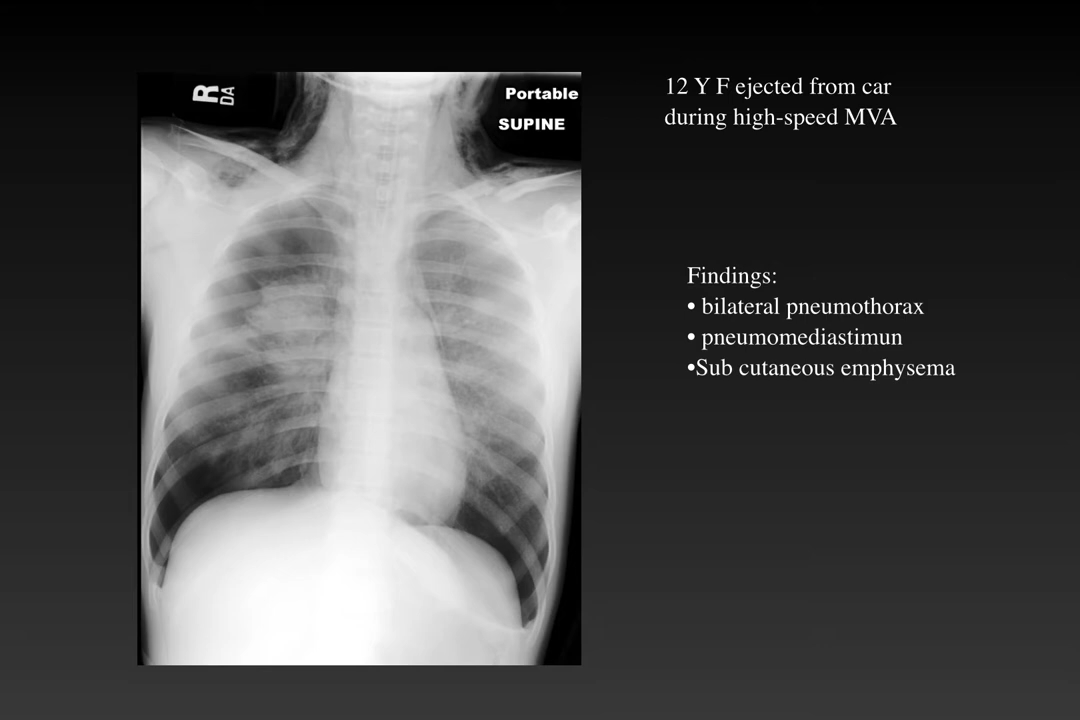 R
DA
Portable
SUPINE
12 Y F ejected from car
during high-speed MVA
Findings:
• bilateral pneumothorax
• pneumomediastimun
•Sub cutaneous emphysema